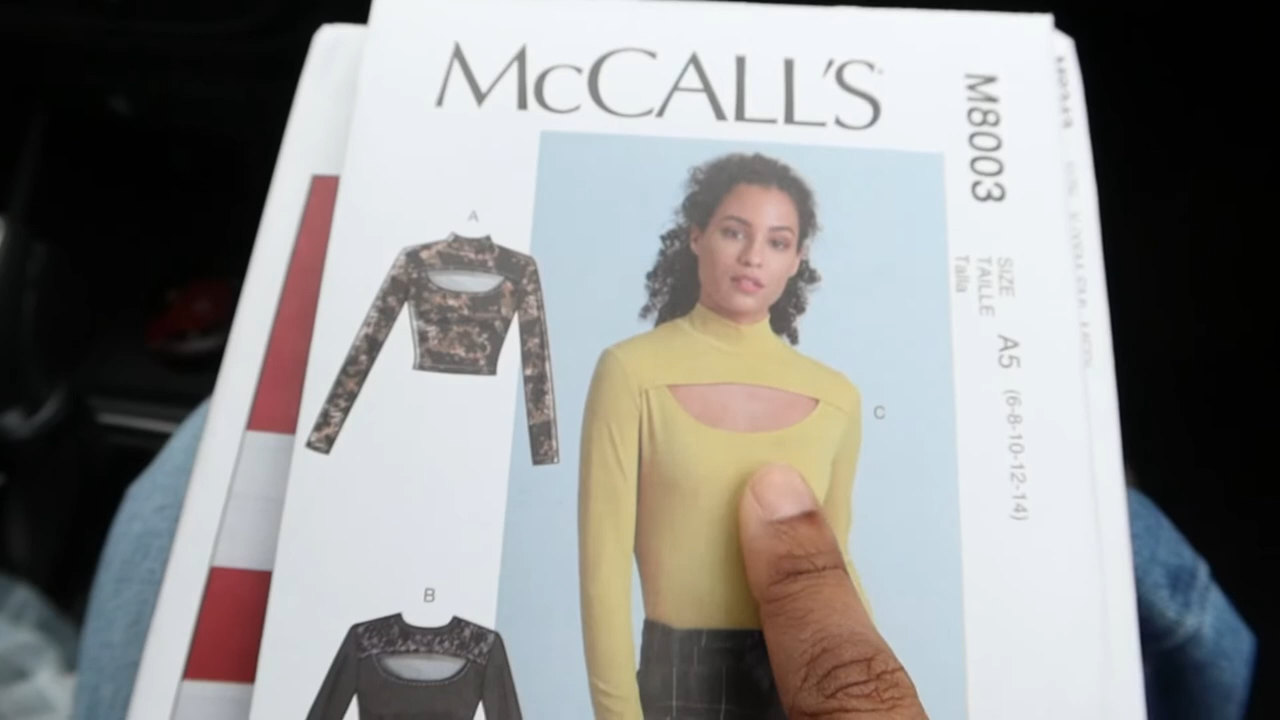 McCALL'S
M8003
SIZE
TAILLE
Talla
A5 (6-8-10-12-14)
A
C
B